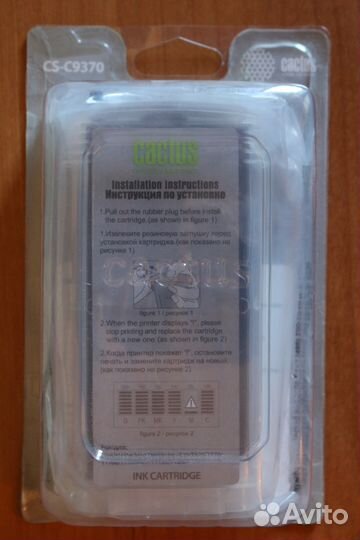 CS-C9370
cactus
cactus
Installation Instructions
Инструкция по установке
1.Pull out the rubber plug before install
the cartridge.(as shown in figure 1)
1.Извлеките резиновую заглушку перед
установкой картриджа.(как показано на
рисунке 1)
cactus
figure 1 / рисунок 1
2.When the printer displays "!", please
stop printing and replace the cartridge
with a new one (as shown in figure 2)
2.Когда принтер покажет "!", остановите
печать и замените картридж на новый.
(как показано на рисунке 2)
G PK MK Y M C
figure 2 / рисунок 2
INK CARTRIDGE
Avito